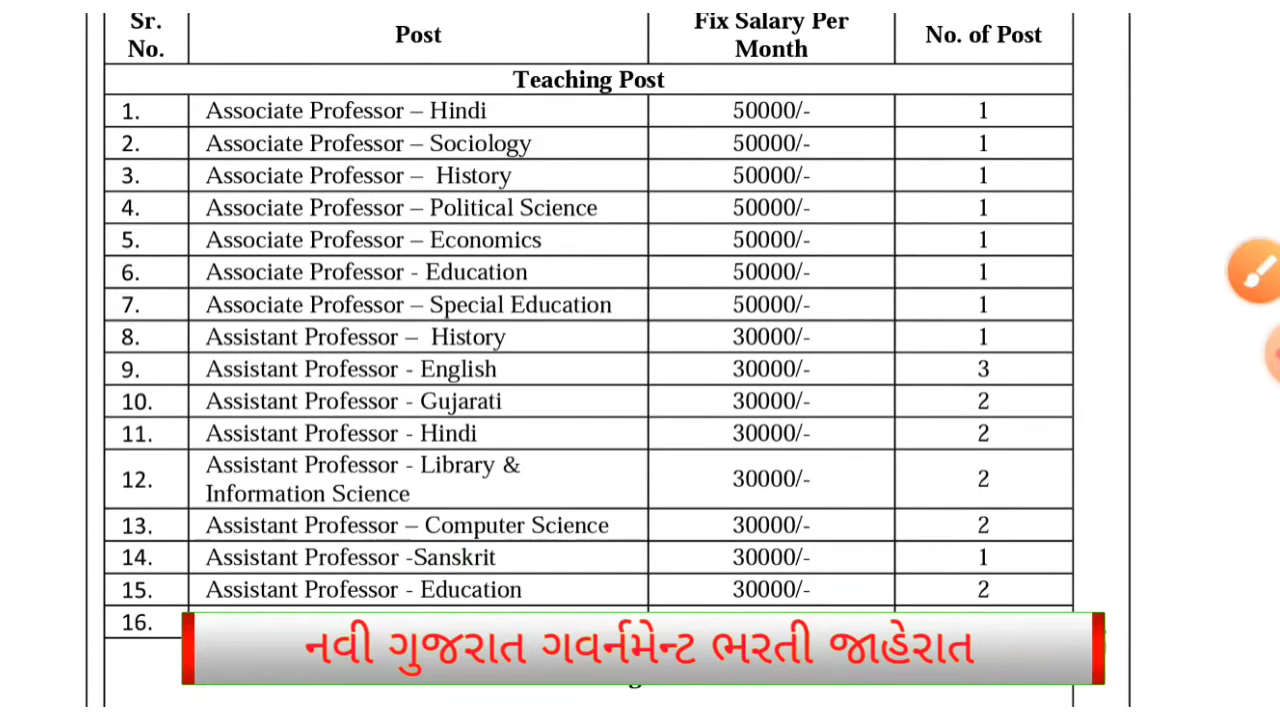 Sr. No. Post Fix Salary Per Month No. of Post
Teaching Post
1. Associate Professor – Hindi 50000/- 1
2. Associate Professor – Sociology 50000/- 1
3. Associate Professor – History 50000/- 1
4. Associate Professor – Political Science 50000/- 1
5. Associate Professor – Economics 50000/- 1
6. Associate Professor - Education 50000/- 1
7. Associate Professor – Special Education 50000/- 1
8. Assistant Professor – History 30000/- 1
9. Assistant Professor - English 30000/- 3
10. Assistant Professor - Gujarati 30000/- 2
11. Assistant Professor - Hindi 30000/- 2
12. Assistant Professor - Library & Information Science 30000/- 2
13. Assistant Professor – Computer Science 30000/- 2
14. Assistant Professor -Sanskrit 30000/- 1
15. Assistant Professor - Education 30000/- 2
16.
નવી ગુજરાત ગવર્નમેન્ટ ભરતી જાહેરાત